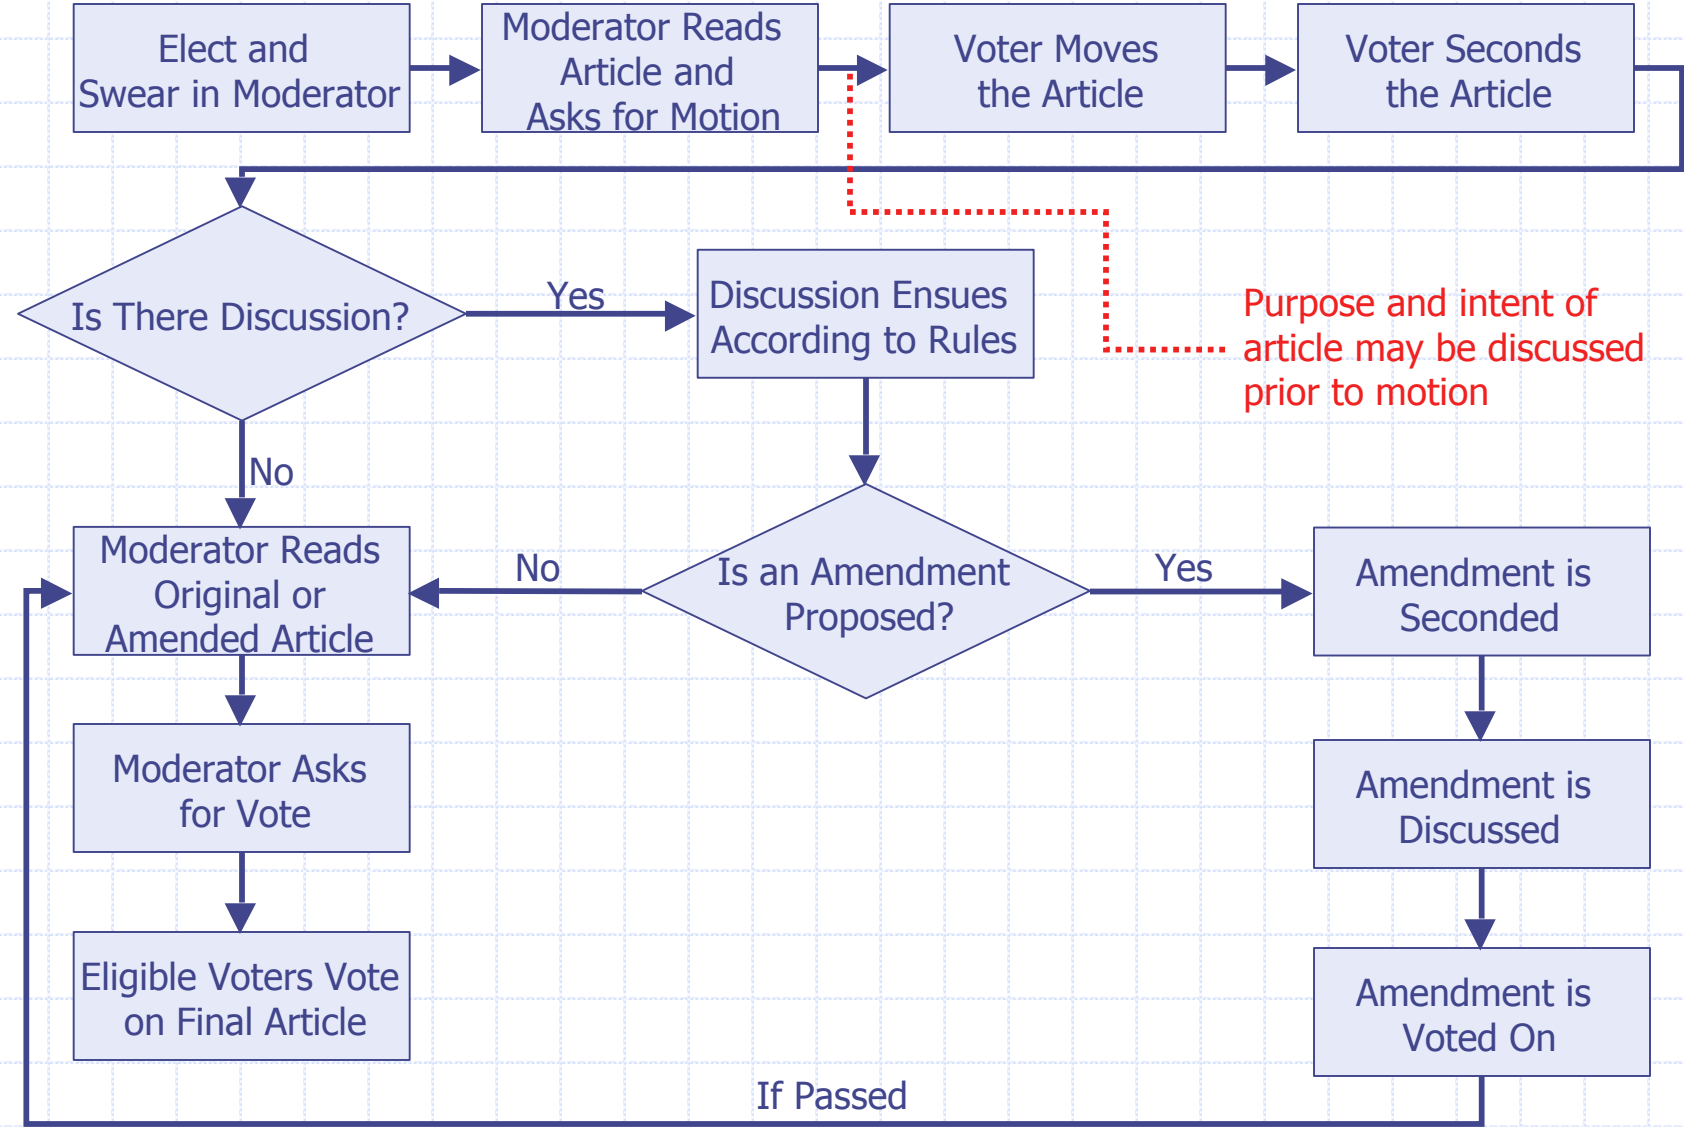 Elect and
Swear in Moderator
Moderator Reads
Article and
Asks for Motion
Voter Moves
the Article
Voter Seconds
the Article
Is There Discussion?
Yes
Discussion Ensues
According to Rules
Purpose and intent of
article may be discussed
prior to motion
No
Moderator Reads
Original or
Amended Article
No
Is an Amendment
Proposed?
Yes
Amendment is
Seconded
Moderator Asks
for Vote
Amendment is
Discussed
Eligible Voters Vote
on Final Article
Amendment is
Voted On
If Passed